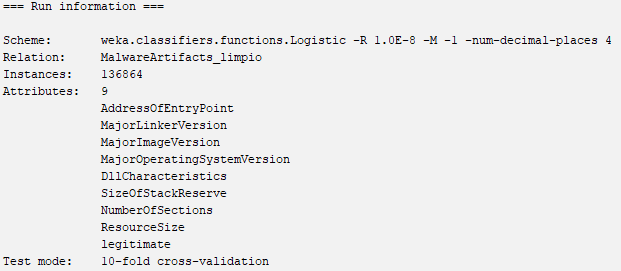 === Run information ===
Scheme: weka.classifiers.functions.Logistic -R 1.0E-8 -M -1 -num-decimal-places 4
Relation: MalwareArtifacts_limpio
Instances: 136864
Attributes: 9
AddressOfEntryPoint
MajorLinkerVersion
MajorImageVersion
MajorOperatingSystemVersion
DllCharacteristics
SizeOfStackReserve
NumberOfSections
ResourceSize
legitimate
Test mode: 10-fold cross-validation